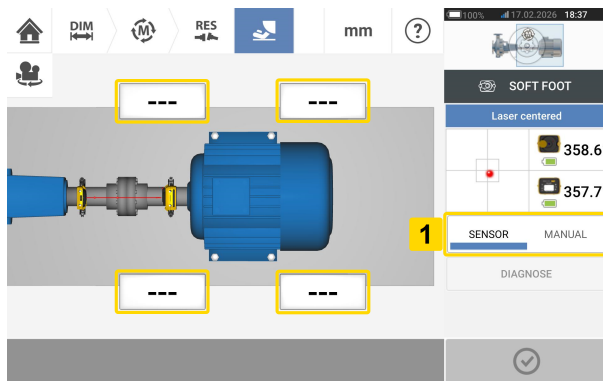 DIM
M
RES
mm
?
100% 17.02.2026 18:37
SOFT FOOT
Laser centered
358.6
357.7
--- ---
1
SENSOR MANUAL
DIAGNOSE
--- ---